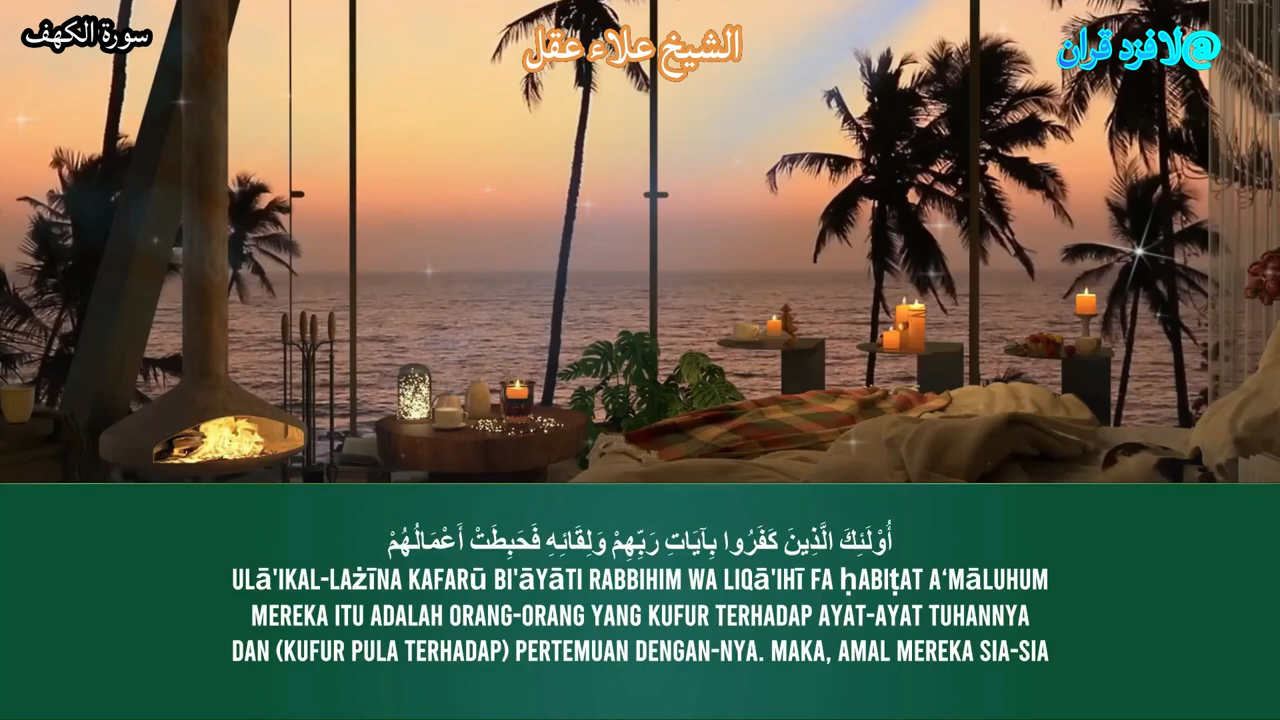 سورة الكهف
الشيخ علاء عقل
@لا فزد قران
أُوْلَئِكَ الَّذِينَ كَفَرُوا بِآيَاتِ رَبِّهِمْ وَلِقَائِهِ فَحَبِطَتْ أَعْمَالُهُمْ
ULā'IKAL-LAżīNA KAFARū BI'āYāTI RABBIHIM WA LIQā'IHī FA ḥABIṭAT A‘MāLUHUM
MEREKA ITU ADALAH ORANG-ORANG YANG KUFUR TERHADAP AYAT-AYAT TUHANNYA
DAN (KUFUR PULA TERHADAP) PERTEMUAN DENGAN-NYA. MAKA, AMAL MEREKA SIA-SIA